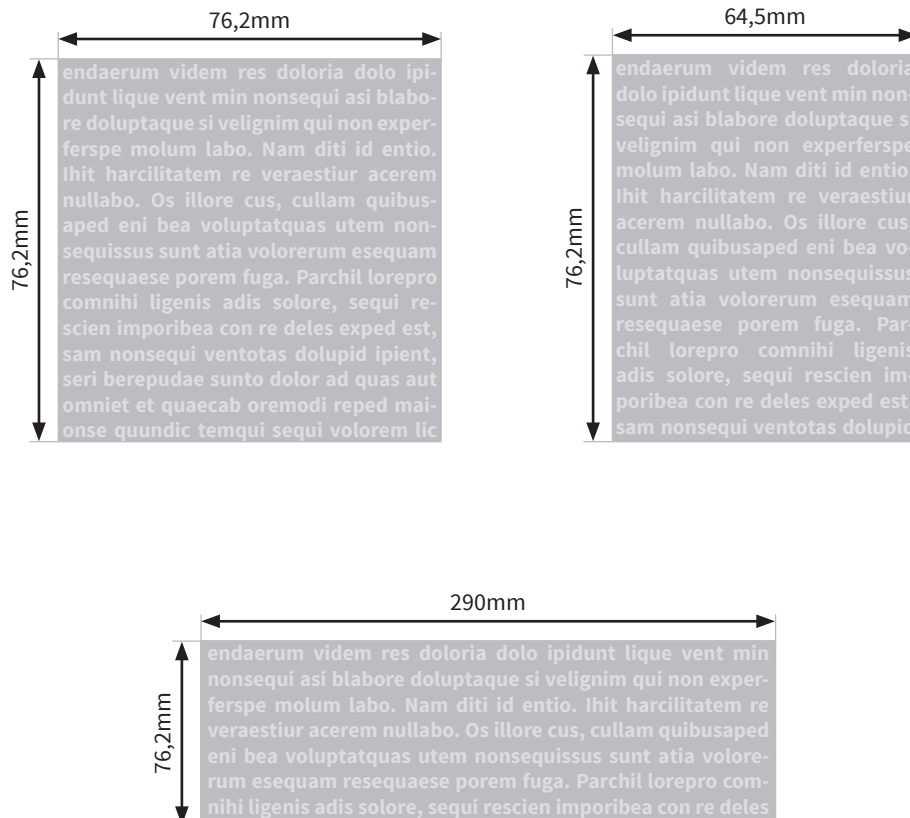 76,2mm
76,2mm
endaerum videm res doloria dolo ipi-
dunt lique vent min nonsequi asi blabo-
re doluptaque si velignim qui non exper-
ferspe molum labo. Nam diti id entio.
Ihit harcilitatem re veraestiur acerem
nullabo. Os illore cus, cullam quibus-
aped eni bea voluptatquas utem non-
sequissus sunt atia volorerum esequam
resequaese porem fuga. Parchil lorepro
comnihi ligenis adis solore, sequi re-
scien imporibea con re deles exped est,
sam nonsequi ventotas dolupid ipient,
seri berepudae sunto dolor ad quas aut
omniet et quaecab oremodi reped mai-
onse quundic temqui sequi volorem lic
64,5mm
76,2mm
endaerum videm res doloria
dolo ipidunt lique vent min non-
sequi asi blabore doluptaque si
velignim qui non experferspe
molum labo. Nam diti id entio.
Ihit harcilitatem re veraestiur
acerem nullabo. Os illore cus,
cullam quibusaped eni bea vo-
luptatquas utem nonsequissus
sunt atia volorerum esequam
resequaese porem fuga. Par-
chil lorepro comnihi ligenis
adis solore, sequi rescien im-
poribea con re deles exped est,
sam nonsequi ventotas dolupid
290mm
76,2mm
endaerum videm res doloria dolo ipidunt lique vent min
nonsequi asi blabore doluptaque si velignim qui non exper-
ferspe molum labo. Nam diti id entio. Ihit harcilitatem re
veraestiur acerem nullabo. Os illore cus, cullam quibusaped
eni bea voluptatquas utem nonsequissus sunt atia volore-
rum esequam resequaese porem fuga. Parchil lorepro com-
nihi ligenis adis solore, sequi rescien imporibea con re deles